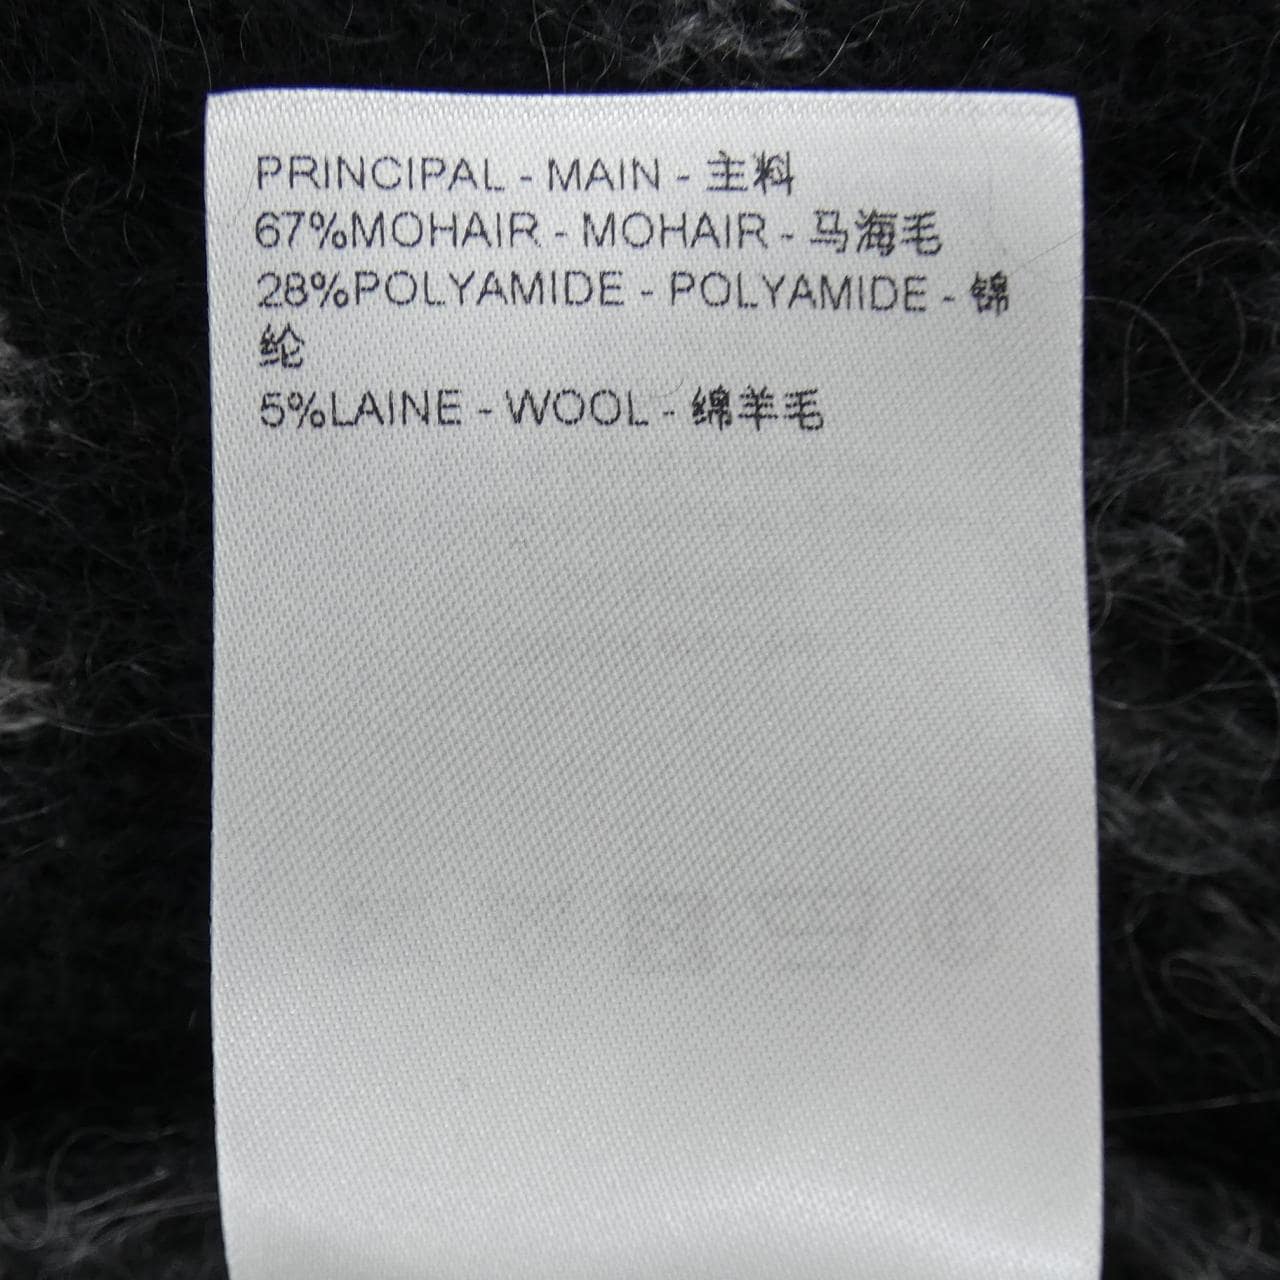 PRINCIPAL - MAIN - 主料
67%MOHAIR - MOHAIR - 马海毛
28%POLYAMIDE - POLYAMIDE - 锦
纶
5%LAINE - WOOL - 绵羊毛